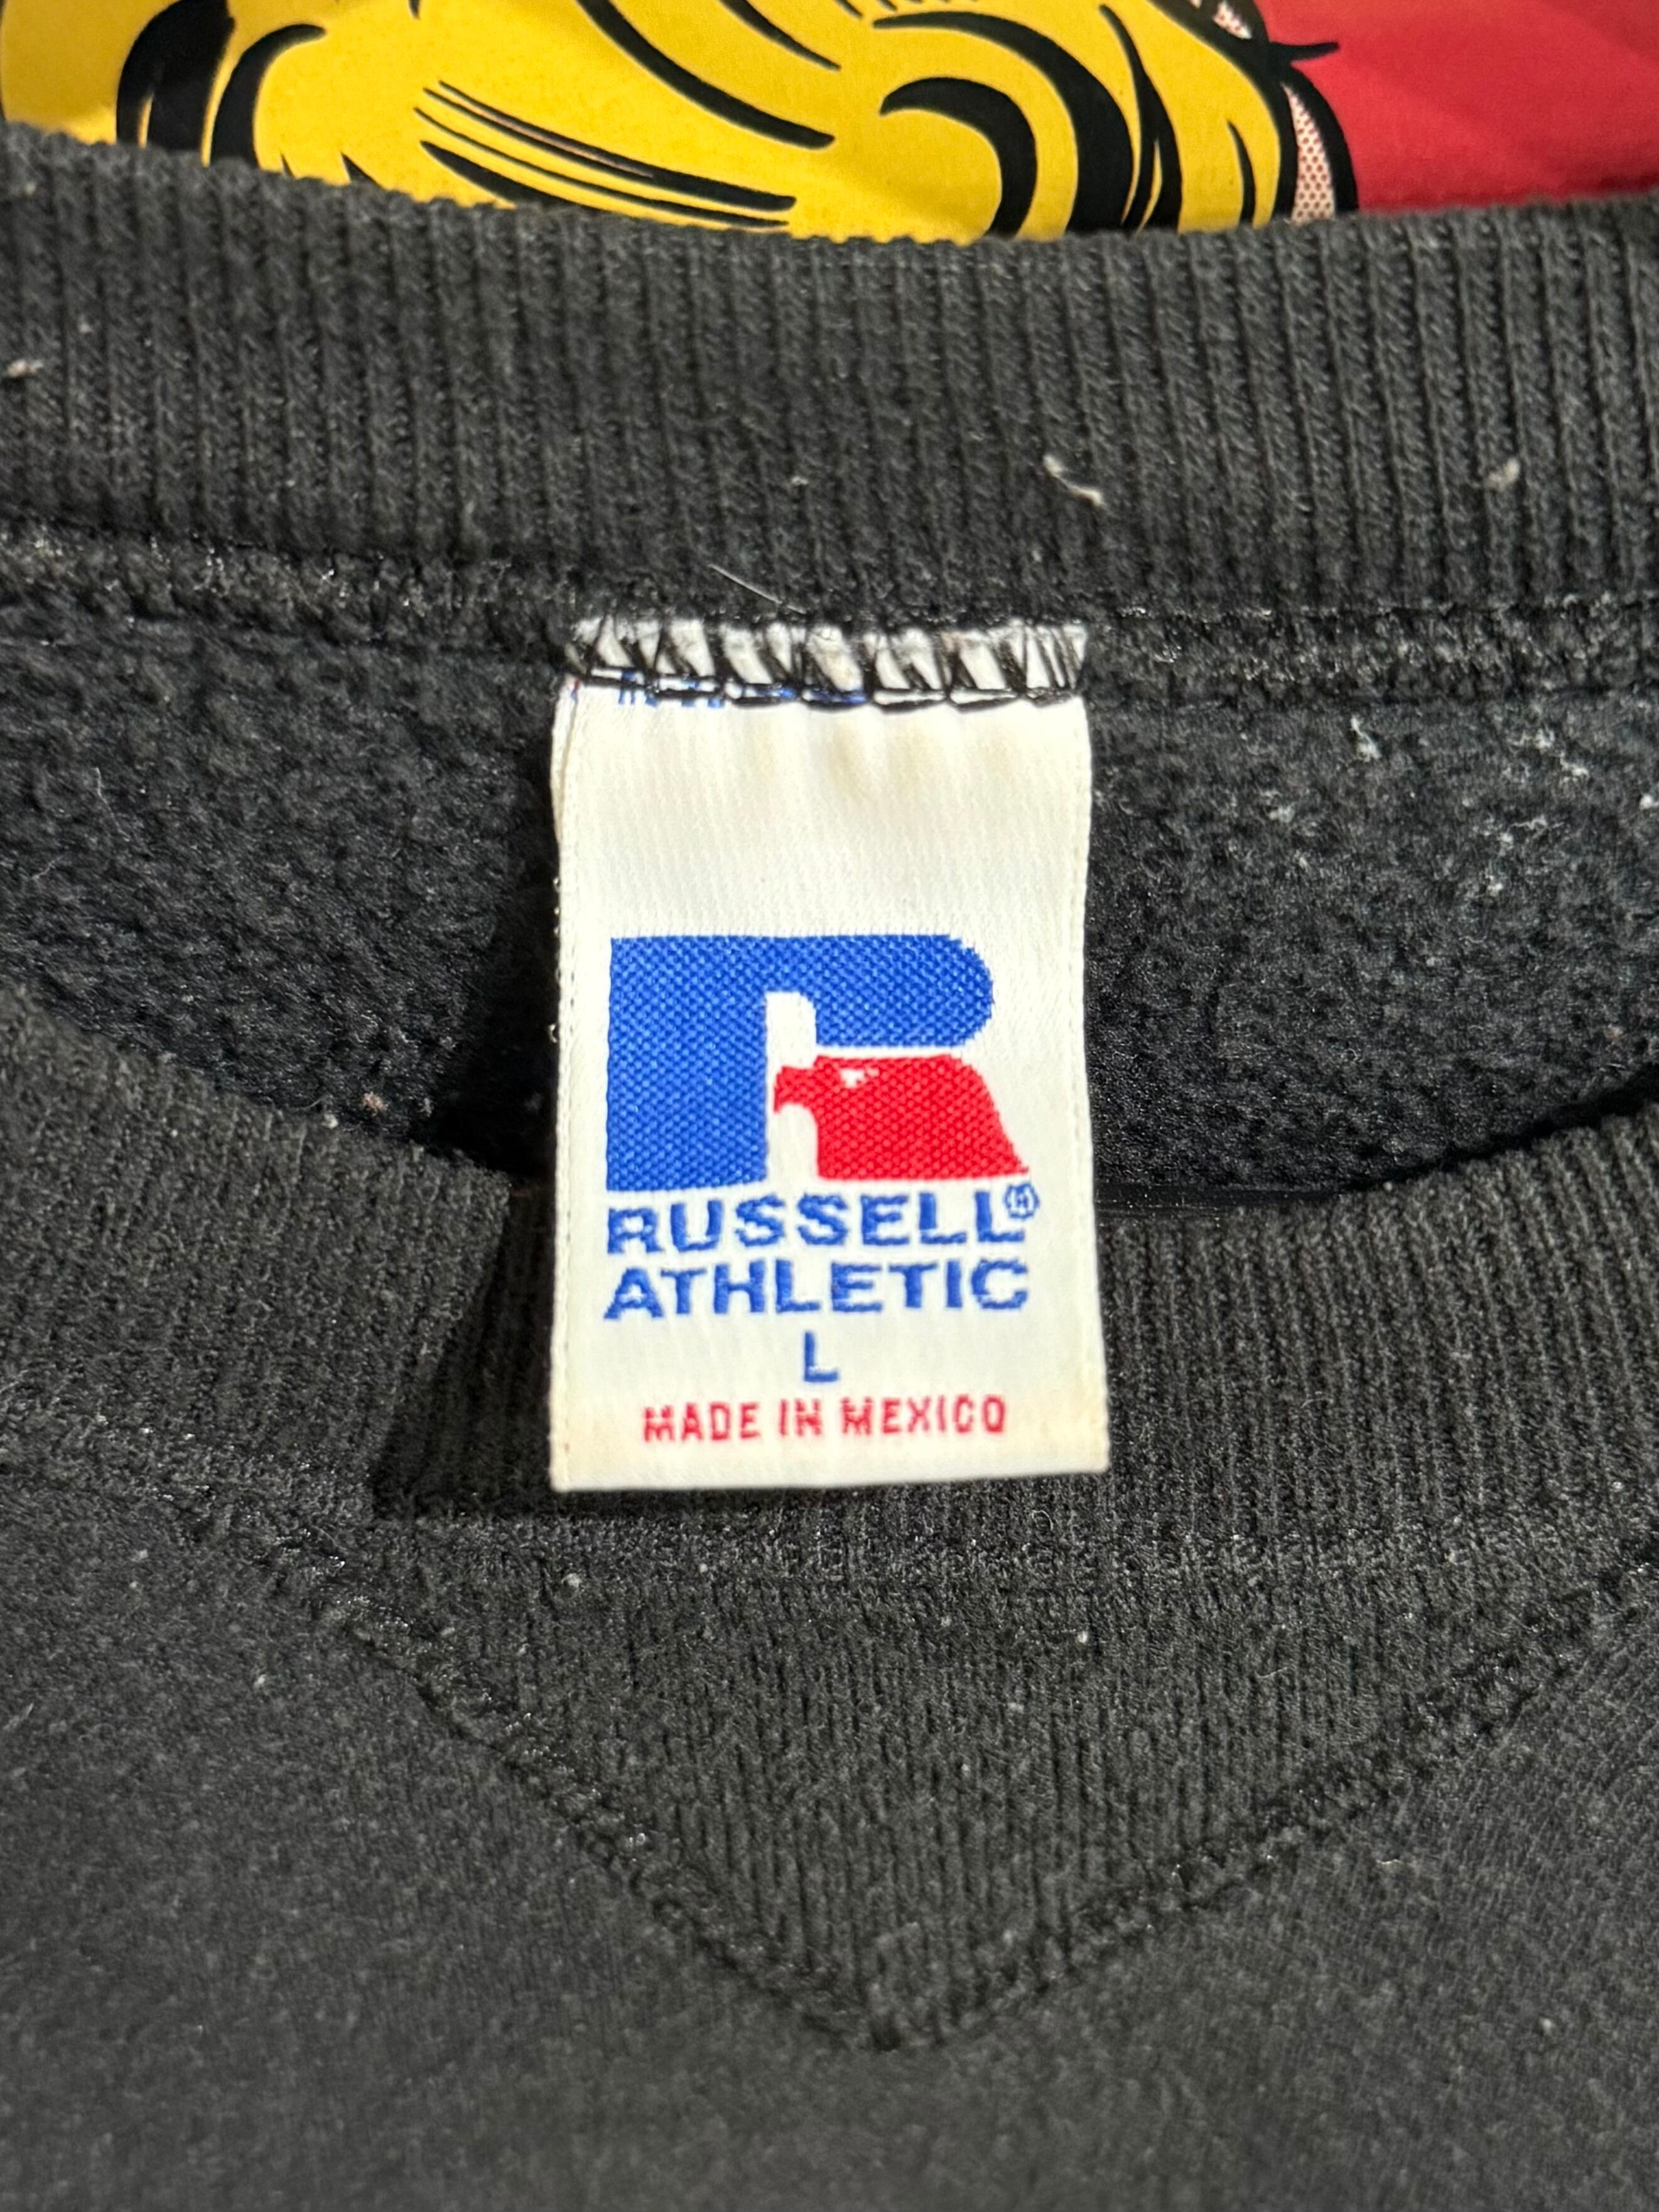 RUSSELL®
ATHLETIC
L
MADE IN MEXICO